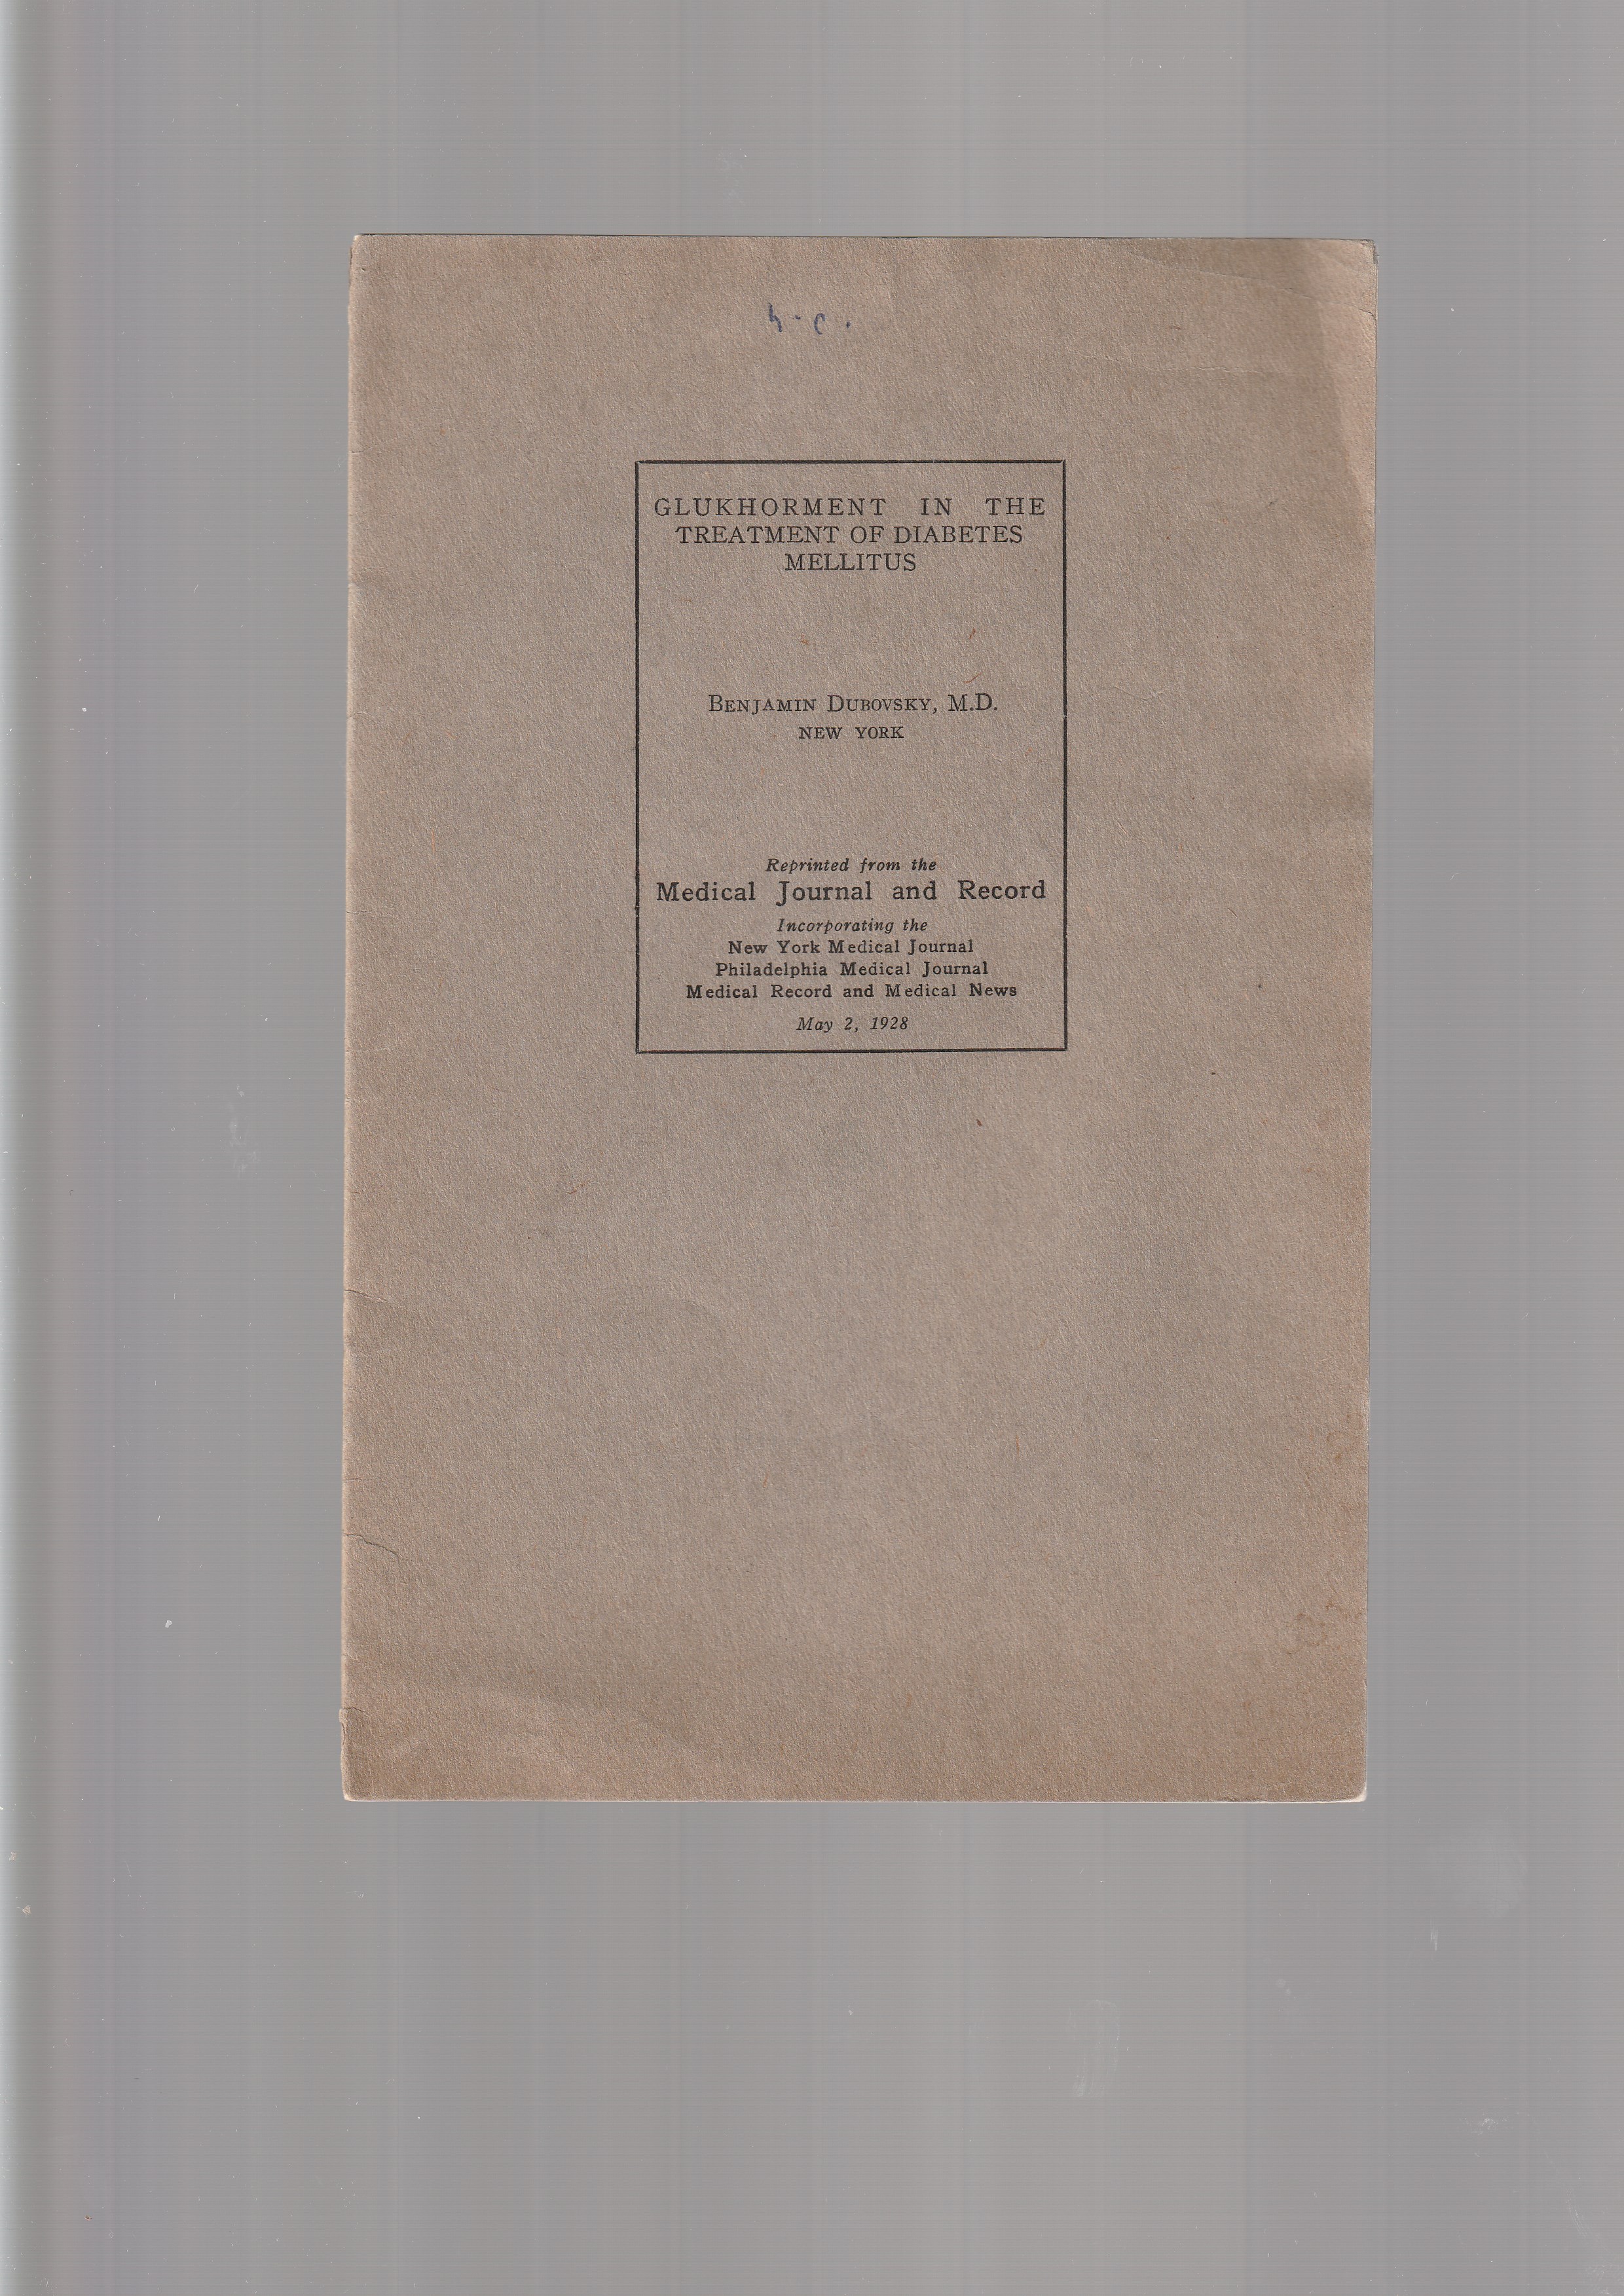 GLUKHORMENT IN THE
TREATMENT OF DIABETES
MELLITUS
BENJAMIN DUBOVSKY, M.D.
NEW YORK
Reprinted from the
Medical Journal and Record
Incorporating the
New York Medical Journal
Philadelphia Medical Journal
Medical Record and Medical News
May 2, 1928